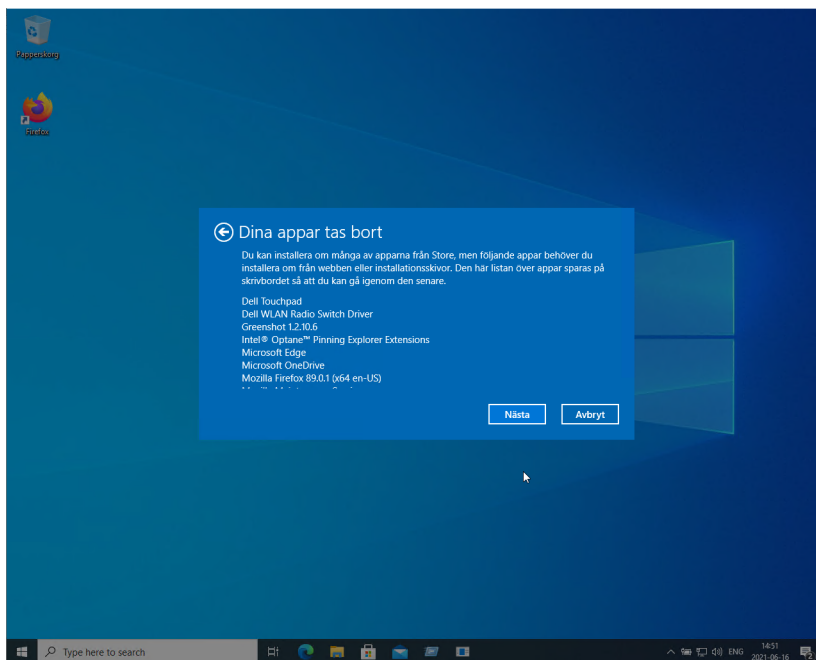 Papperskorg
Firefox
Dina appar tas bort
Du kan installera om många av apparna från Store, men följande appar behöver du
installera om från webben eller installationsskivor. Den här listan över appar sparas på
skrivbordet så att du kan gå igenom den senare.
Dell Touchpad
Dell WLAN Radio Switch Driver
Greenshot 1.2.10.6
Intel® Optane™ Pinning Explorer Extensions
Microsoft Edge
Microsoft OneDrive
Mozilla Firefox 89.0.1 (x64 en-US)
Nästa
Avbryt
Type here to search
ENG
14:51
2021-06-16
2